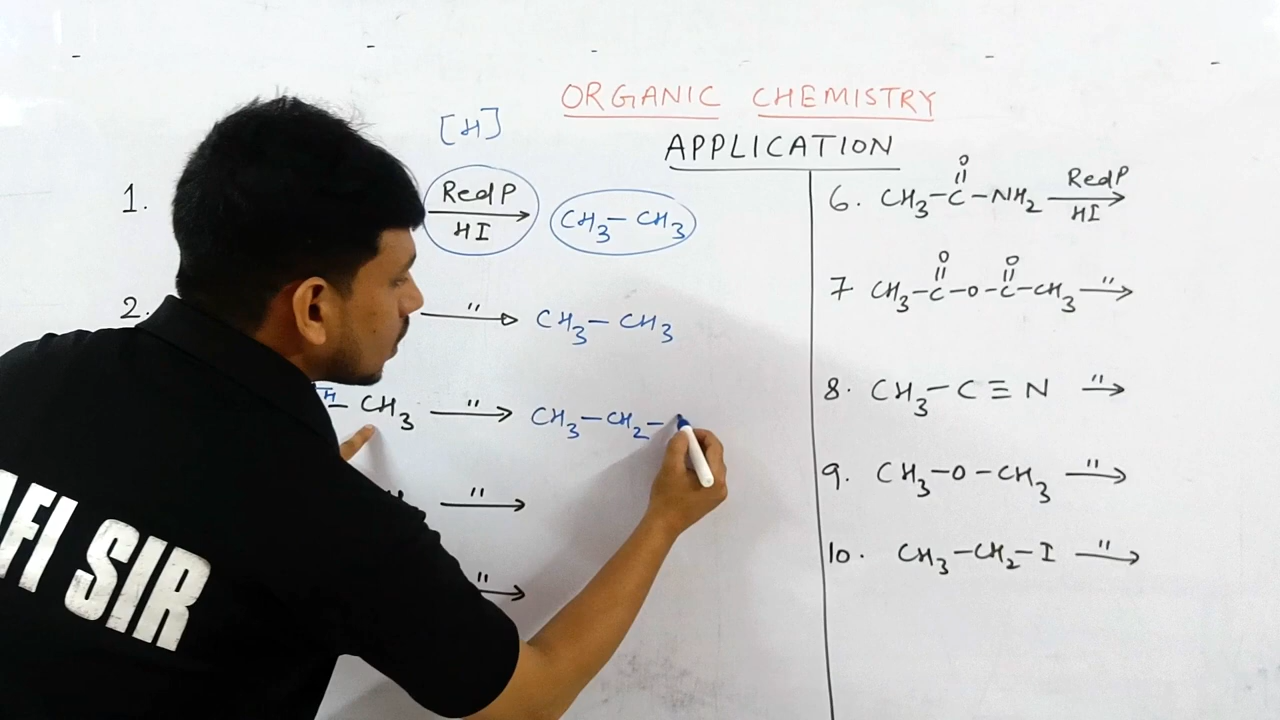 ORGANIC CHEMISTRY
APPLICATION
[H]
1. Red P
HI
CH₃–CH₃
2. " → CH₃–CH₃
H
– CH₃ " → CH₃–CH₂–
" →
" →
O
6. CH₃–C–NH₂ Red P →
HI
O O
7 CH₃–C–O–C–CH₃ " →
8. CH₃–C≡N " →
9. CH₃–O–CH₃ " →
10. CH₃–CH₂–I " →
SIR